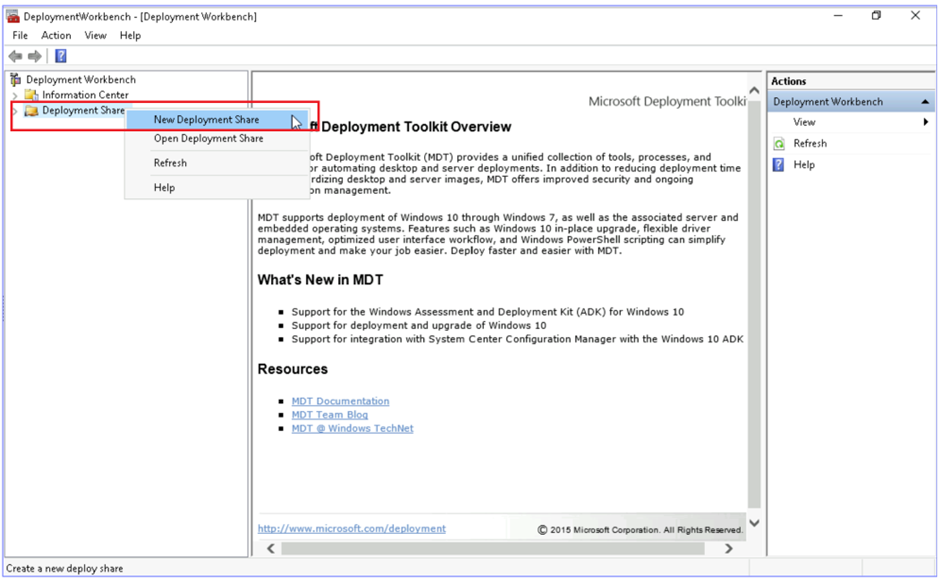 DeploymentWorkbench - [Deployment Workbench]
File Action View Help
Deployment Workbench
Information Center
Deployment Share
New Deployment Share
Open Deployment Share
Refresh
Help
Microsoft Deployment Toolki
ft Deployment Toolkit Overview
oft Deployment Toolkit (MDT) provides a unified collection of tools, processes, and
or automating desktop and server deployments. In addition to reducing deployment time
rdizing desktop and server images, MDT offers improved security and ongoing
on management.
MDT supports deployment of Windows 10 through Windows 7, as well as the associated server and
embedded operating systems. Features such as Windows 10 in-place upgrade, flexible driver
management, optimized user interface workflow, and Windows PowerShell scripting can simplify
deployment and make your job easier. Deploy faster and easier with MDT.
What's New in MDT
Support for the Windows Assessment and Deployment Kit (ADK) for Windows 10
Support for deployment and upgrade of Windows 10
Support for integration with System Center Configuration Manager with the Windows 10 ADK
Resources
MDT Documentation
MDT Team Blog
MDT @ Windows TechNet
http://www.microsoft.com/deployment
© 2015 Microsoft Corporation. All Rights Reserved.
Actions
Deployment Workbench
View
Refresh
Help
Create a new deploy share